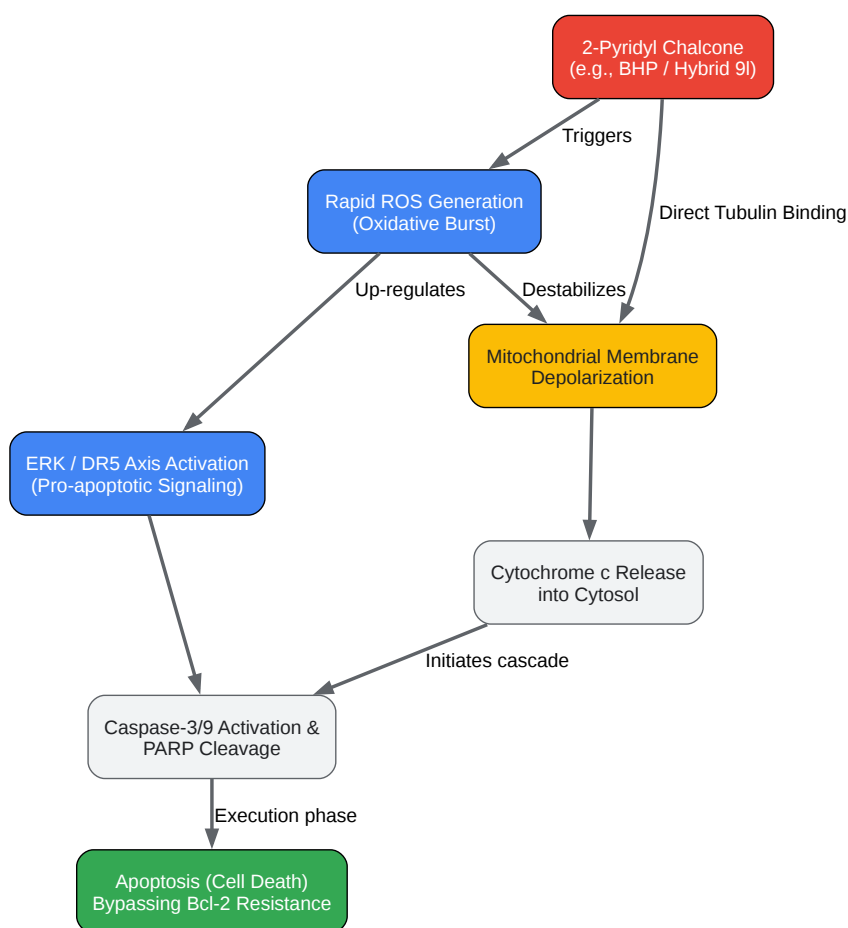 2-Pyridyl Chalcone
(e.g., BHP / Hybrid 9l)
Triggers
Rapid ROS Generation
(Oxidative Burst)
Direct Tubulin Binding
Up-regulates
Destabilizes
Mitochondrial Membrane
Depolarization
ERK / DR5 Axis Activation
(Pro-apoptotic Signaling)
Cytochrome c Release
into Cytosol
Initiates cascade
Caspase-3/9 Activation &
PARP Cleavage
Execution phase
Apoptosis (Cell Death)
Bypassing Bcl-2 Resistance